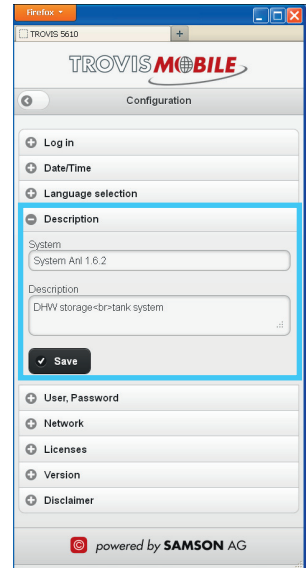 Firefox
TROVIS 5610
TROVIS MOBILE
Configuration
Log in
Date/Time
Language selection
Description
System
System Anl 1.6.2
Description
DHW storage<br>tank system
Save
User, Password
Network
Licenses
Version
Disclaimer
© powered by SAMSON AG